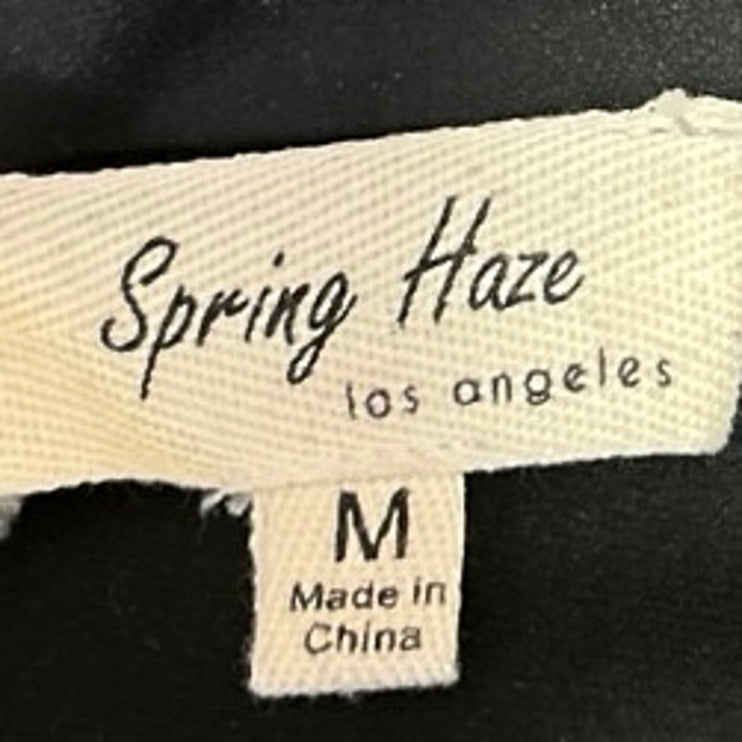 Spring Haze
los angeles
M
Made in
China